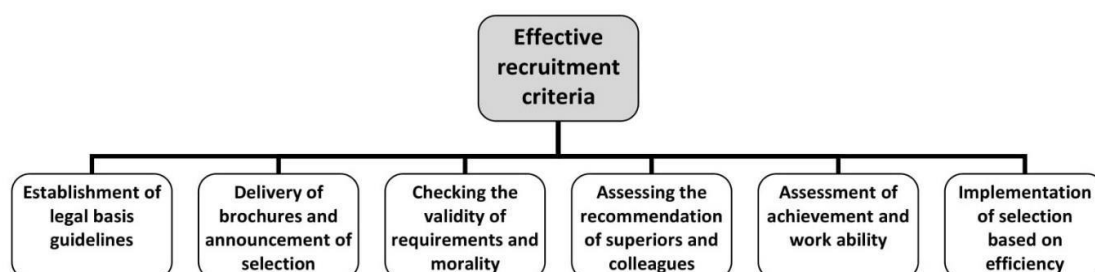 Effective
recruitment
criteria
Establishment of
legal basis
guidelines
Delivery of
brochures and
announcement of
selection
Checking the
validity of
requirements and
morality
Assessing the
recommendation
of superiors and
colleagues
Assessment of
achievement and
work ability
Implementation
of selection
based on
efficiency